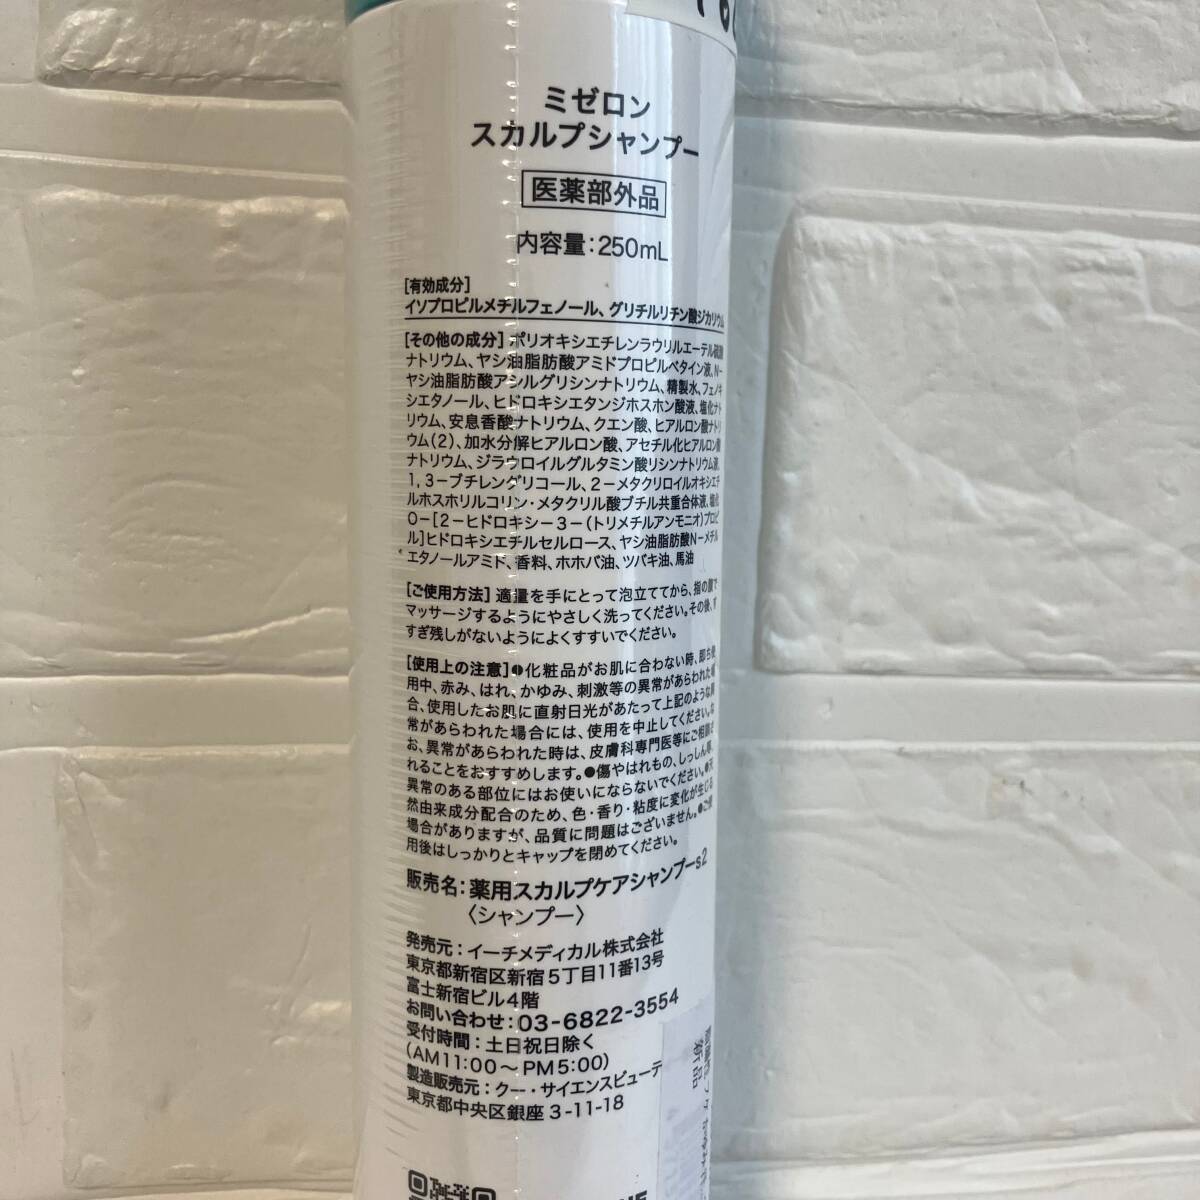 ミゼロン
スカルプシャンプー
医薬部外品
内容量:250mL
[有効成分]
イソプロピルメチルフェノール、グリチルリチン酸ジカリウム
[その他の成分]ポリオキシエチレンラウリルエーテル硫酸
ナトリウム、ヤシ油脂肪酸アミドプロピルベタイン液、N-
ヤシ油脂肪酸アシルグリシンナトリウム、精製水、フェノキ
シエタノール、ヒドロキシエタンジホスホン酸液、塩化ナト
リウム、安息香酸ナトリウム、クエン酸、ヒアルロン酸ナトリ
ウム(2)、加水分解ヒアルロン酸、アセチル化ヒアルロン酸
ナトリウム、ジラウロイルグルタミン酸リシンナトリウム液、
1,3-ブチレングリコール、2-メタクリロイルオキシエチ
ルホスホリルコリン・メタクリル酸ブチル共重合体液、塩化
O-[2-ヒドロキシ-3-(トリメチルアンモニオ)プロピ
ル]ヒドロキシエチルセルロース、ヤシ油脂肪酸N-メチル
エタノールアミド、香料、ホホバ油、ツバキ油、馬油
[ご使用方法]適量を手にとって泡立ててから、指の腹で
マッサージするようにやさしく洗ってください。その後、す
すぎ残しがないようによくすすいでください。
[使用上の注意]●化粧品がお肌に合わない時、即ち使
用中、赤み、はれ、かゆみ、刺激等の異常があらわれた場
合、使用したお肌に直射日光があたって上記のような異
常があらわれた場合には、使用を中止してください。な
お、異常があらわれた時は、皮膚科専門医等にご相談さ
れることをおすすめします。●傷やはれもの、しっしん等、
異常のある部位にはお使いにならないでください。●天
然由来成分配合のため、色・香り・粘度に変化が生じる
場合がありますが、品質に問題はございません。●ご使
用後はしっかりとキャップを閉めてください。
販売名:薬用スカルプケアシャンプーs2
〈シャンプー〉
発売元:イーチメディカル株式会社
東京都新宿区新宿5丁目11番13号
富士新宿ビル4階
お問い合わせ:03-6822-3554
受付時間:土日祝日除く
(AM11:00～PM5:00)
製造販売元:クー・サイエンスビューテ
東京都中央区銀座3-11-18
新品